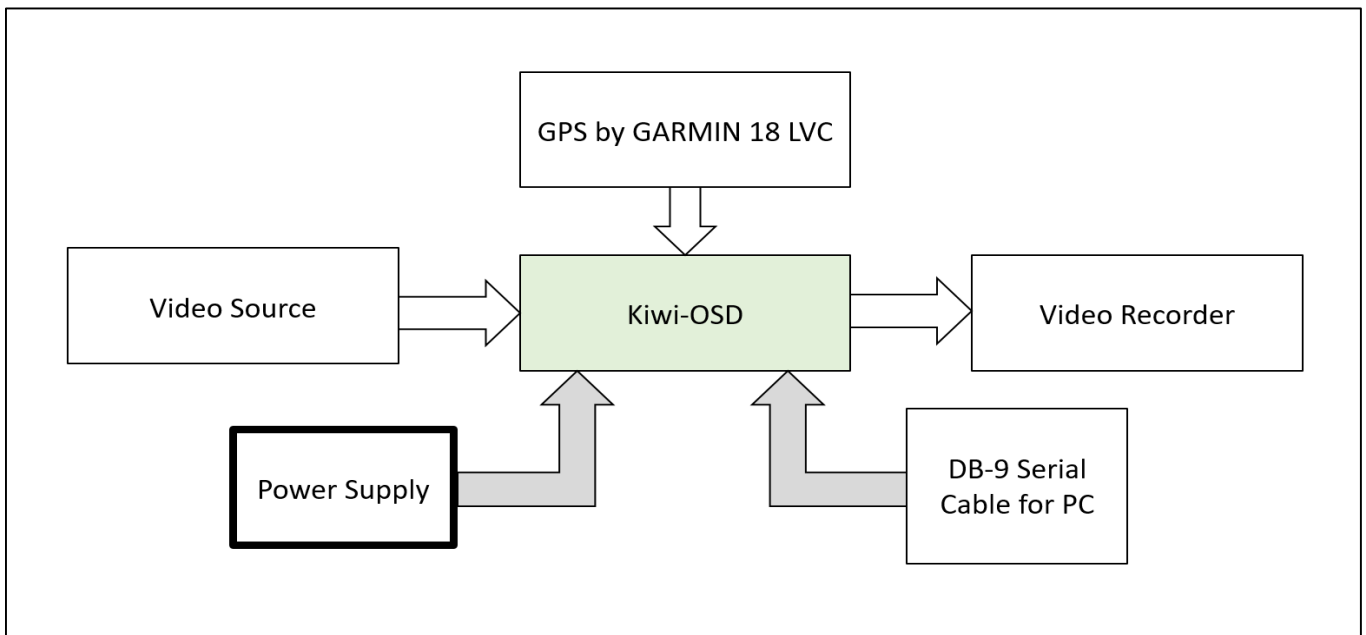 GPS by GARMIN 18 LVC
Video Source
Kiwi-OSD
Video Recorder
Power Supply
DB-9 Serial
Cable for PC